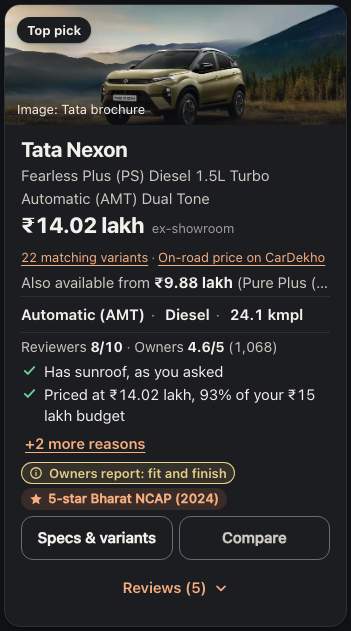 Top pick
Image: Tata brochure
Tata Nexon
Fearless Plus (PS) Diesel 1.5L Turbo
Automatic (AMT) Dual Tone
₹14.02 lakh ex-showroom
22 matching variants · On-road price on CarDekho
Also available from ₹9.88 lakh (Pure Plus (...
Automatic (AMT) · Diesel · 24.1 kmpl
Reviewers 8/10 · Owners 4.6/5 (1,068)
Has sunroof, as you asked
Priced at ₹14.02 lakh, 93% of your ₹15
lakh budget
+2 more reasons
Owners report: fit and finish
5-star Bharat NCAP (2024)
Specs & variants
Compare
Reviews (5)